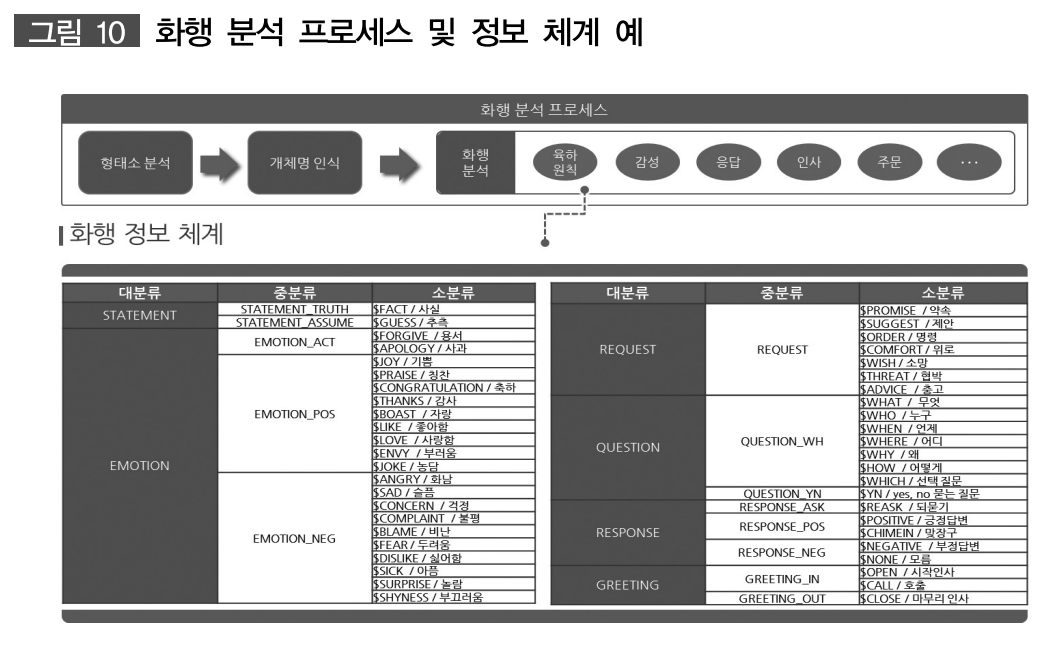 그림 10 화행 분석 프로세스 및 정보 체계 예
화행 분석 프로세스
형태소 분석
개체명 인식
화행
분석
육하
원칙
감성
응답
인사
주문
...
화행 정보 체계
대분류 중분류 소분류
STATEMENT
STATEMENT_TRUTH
$FACT / 사실
STATEMENT_ASSUME
$GUESS / 추측
EMOTION
EMOTION_ACT
$FORGIVE / 용서
$APOLOGY / 사과
EMOTION_POS
$JOY / 기쁨
$PRAISE / 칭찬
$CONGRATULATION / 축하
$THANKS / 감사
$BOAST / 자랑
$LIKE / 좋아함
$LOVE / 사랑함
$ENVY / 부러움
$JOKE / 농담
EMOTION_NEG
$ANGRY / 화남
$SAD / 슬픔
$CONCERN / 걱정
$COMPLAINT / 불평
$BLAME / 비난
$FEAR / 두려움
$DISLIKE / 싫어함
$SICK / 아픔
$SURPRISE / 놀람
$SHYNESS / 부끄러움
대분류 중분류 소분류
REQUEST
REQUEST
$PROMISE / 약속
$SUGGEST / 제안
$ORDER / 명령
$COMFORT / 위로
$WISH / 소망
$THREAT / 협박
$ADVICE / 충고
QUESTION
QUESTION_WH
$WHAT / 무엇
$WHO / 누구
$WHEN / 언제
$WHERE / 어디
$WHY / 왜
$HOW / 어떻게
$WHICH / 선택 질문
QUESTION_YN
$YN / yes, no 묻는 질문
RESPONSE
RESPONSE_ASK
$REASK / 되묻기
RESPONSE_POS
$POSITIVE / 긍정답변
$CHIMEIN / 맞장구
RESPONSE_NEG
$NEGATIVE / 부정답변
$NONE / 모름
GREETING
GREETING_IN
$OPEN / 시작인사
$CALL / 호출
GREETING_OUT
$CLOSE / 마무리 인사